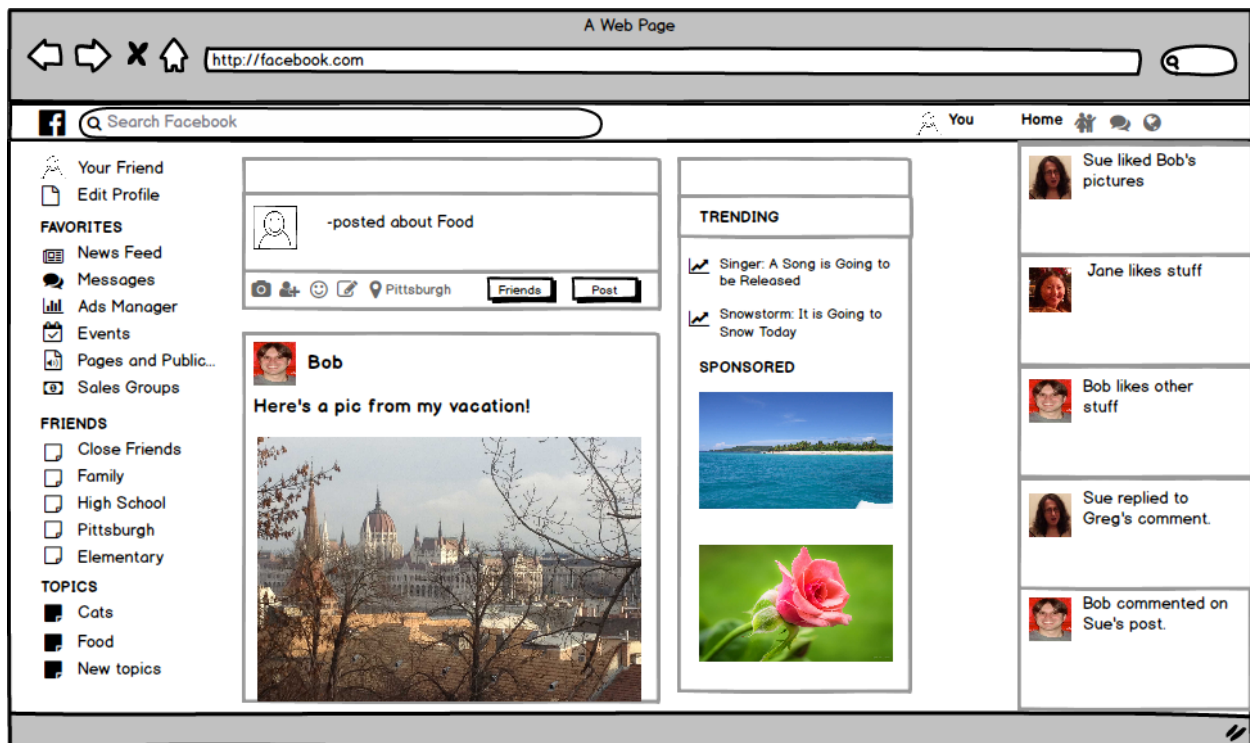 A Web Page
http://facebook.com
f
Search Facebook
You
Home
Your Friend
Edit Profile
FAVORITES
News Feed
Messages
Ads Manager
Events
Pages and Public...
Sales Groups
FRIENDS
Close Friends
Family
High School
Pittsburgh
Elementary
TOPICS
Cats
Food
New topics
-posted about Food
Pittsburgh
Friends
Post
Bob
Here's a pic from my vacation!
TRENDING
Singer: A Song is Going to
be Released
Snowstorm: It is Going to
Snow Today
SPONSORED
Sue liked Bob's
pictures
Jane likes stuff
Bob likes other
stuff
Sue replied to
Greg's comment.
Bob commented on
Sue's post.